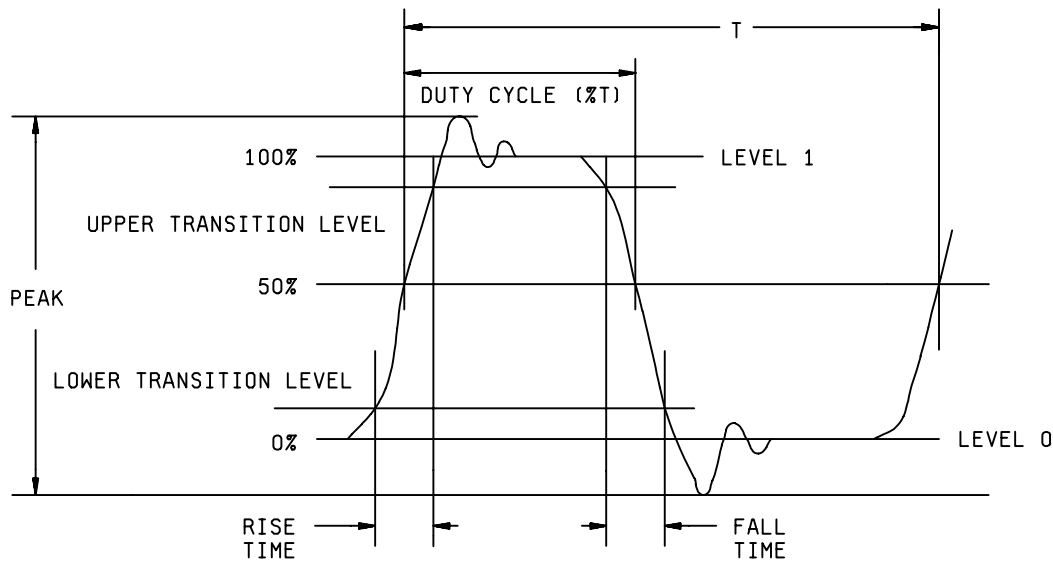 T
DUTY CYCLE (%T)
100%
LEVEL 1
UPPER TRANSITION LEVEL
50%
PEAK
LOWER TRANSITION LEVEL
0%
LEVEL 0
RISE
TIME
FALL
TIME